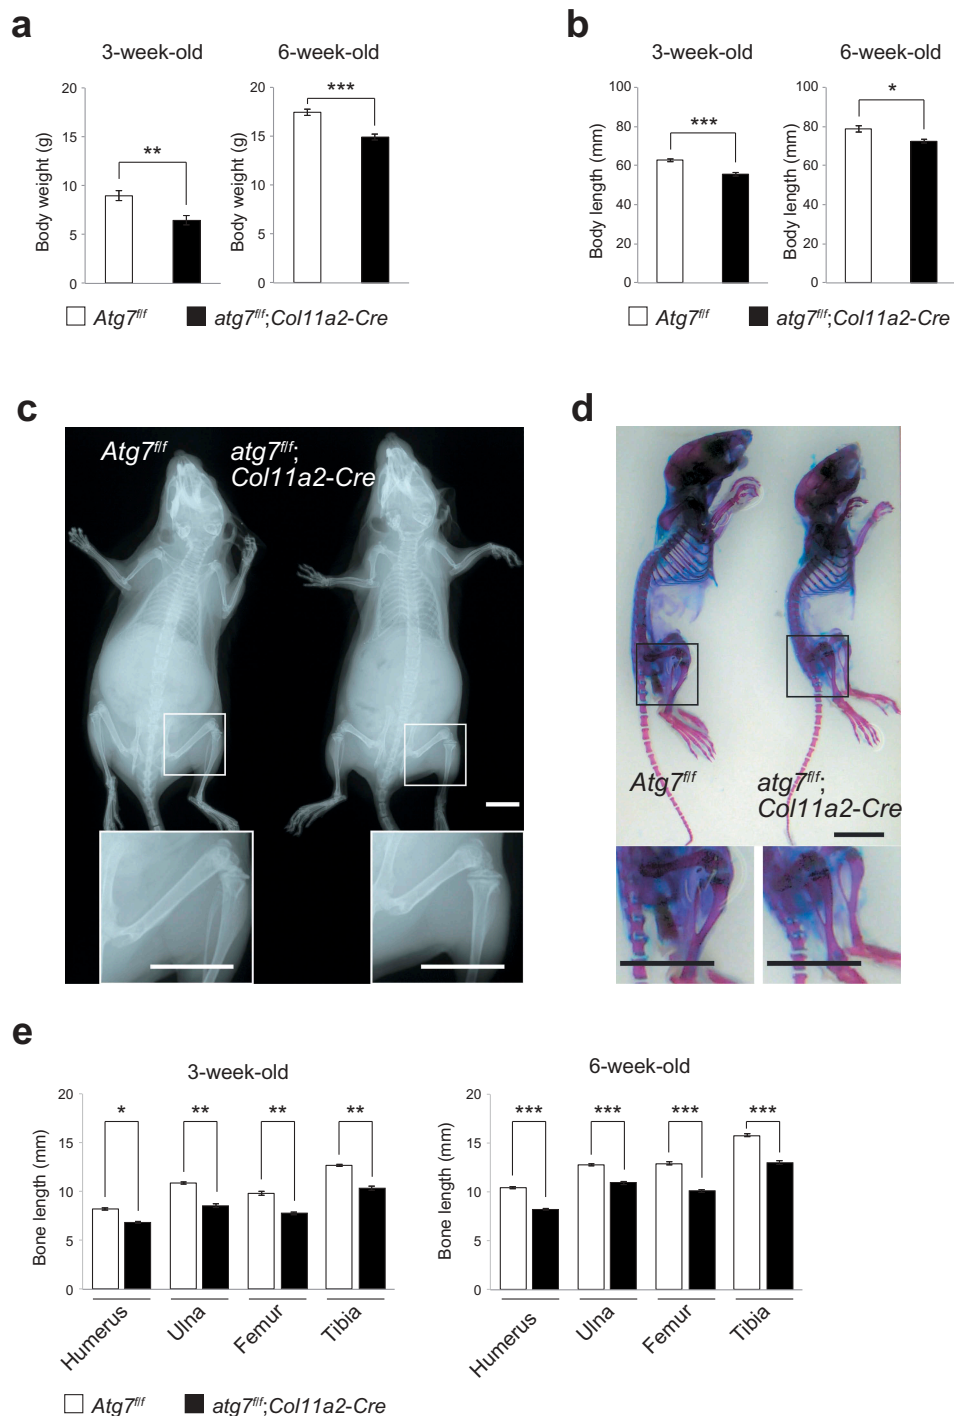 a
3-week-old
6-week-old
Body weight (g)
20
15
10
5
0
**
Body weight (g)
20
15
10
5
0
***
Atg7f/f
atg7f/f;Col11a2-Cre
b
3-week-old
6-week-old
Body length (mm)
100
80
60
40
20
0
***
Body length (mm)
100
80
60
40
20
0
*
Atg7f/f
atg7f/f;Col11a2-Cre
c
Atg7f/f
atg7f/f;
Col11a2-Cre
d
Atg7f/f
atg7f/f;
Col11a2-Cre
e
3-week-old
Bone length (mm)
20
15
10
5
0
* ** ** **
Humerus
Ulna
Femur
Tibia
6-week-old
Bone length (mm)
20
15
10
5
0
*** *** *** ***
Humerus
Ulna
Femur
Tibia
Atg7f/f
atg7f/f;Col11a2-Cre